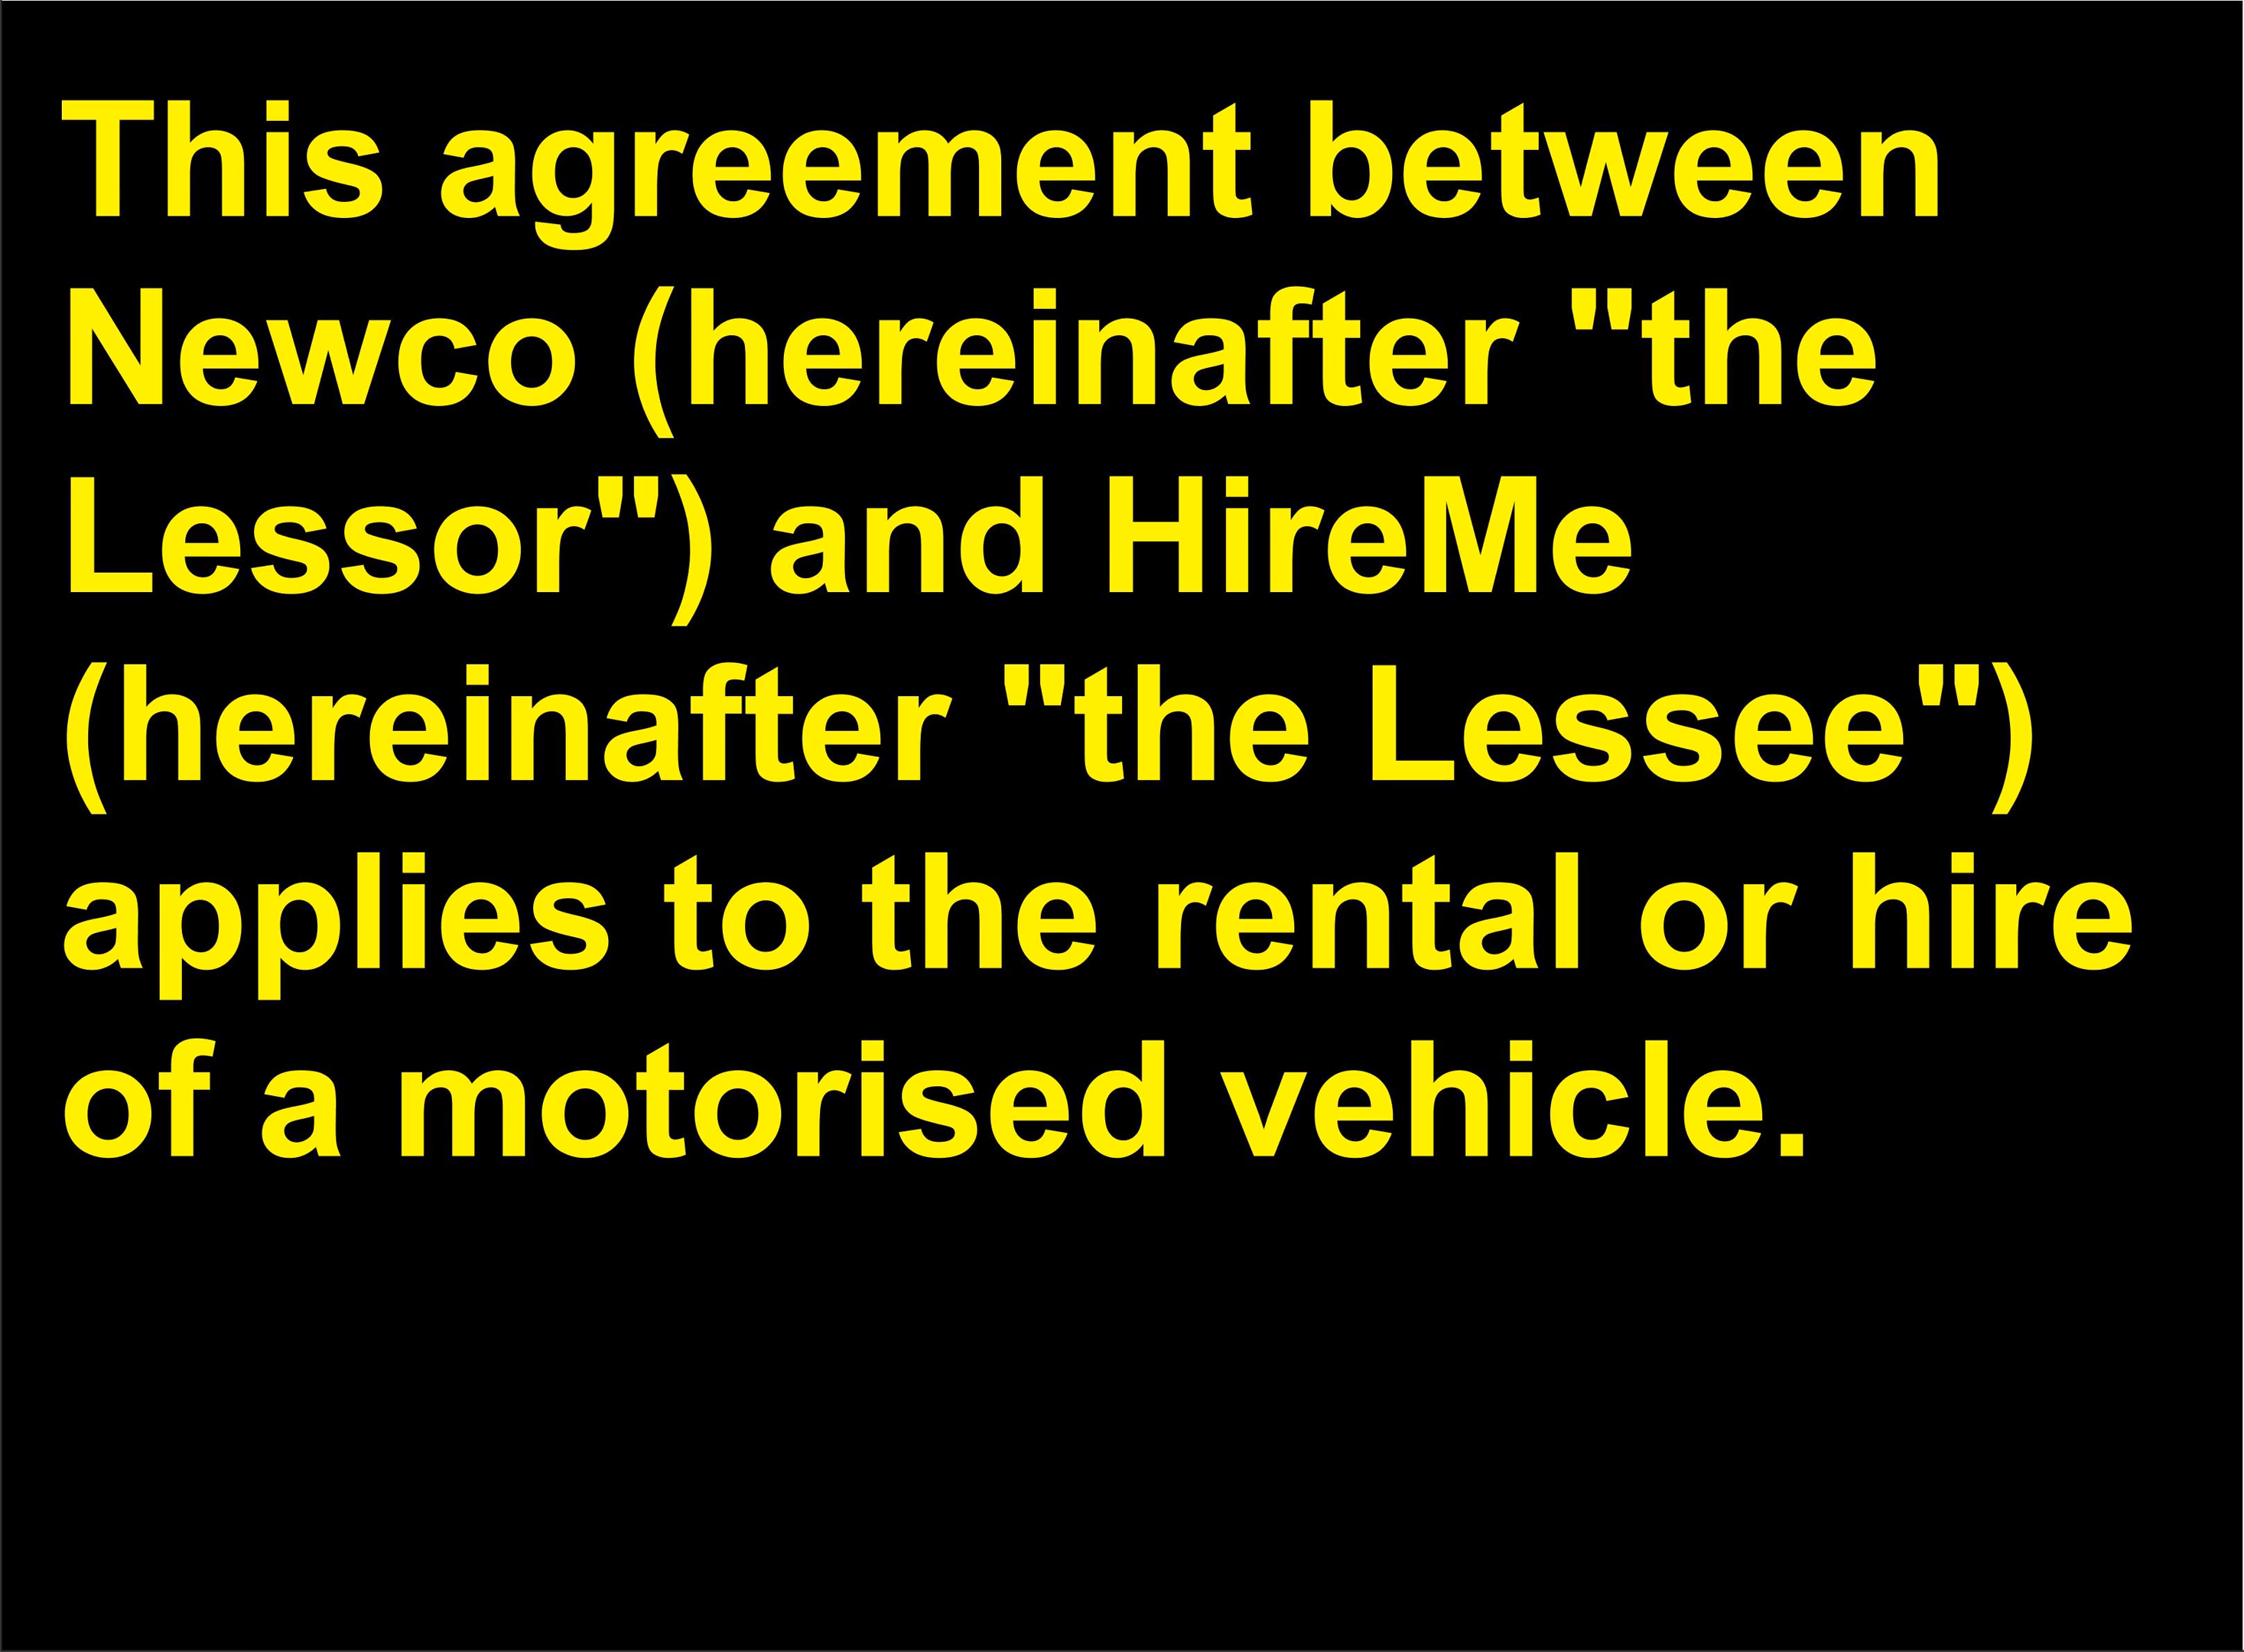 This agreement between
Newco (hereinafter "the
Lessor") and HireMe
(hereinafter "the Lessee")
applies to the rental or hire
of a motorised vehicle.